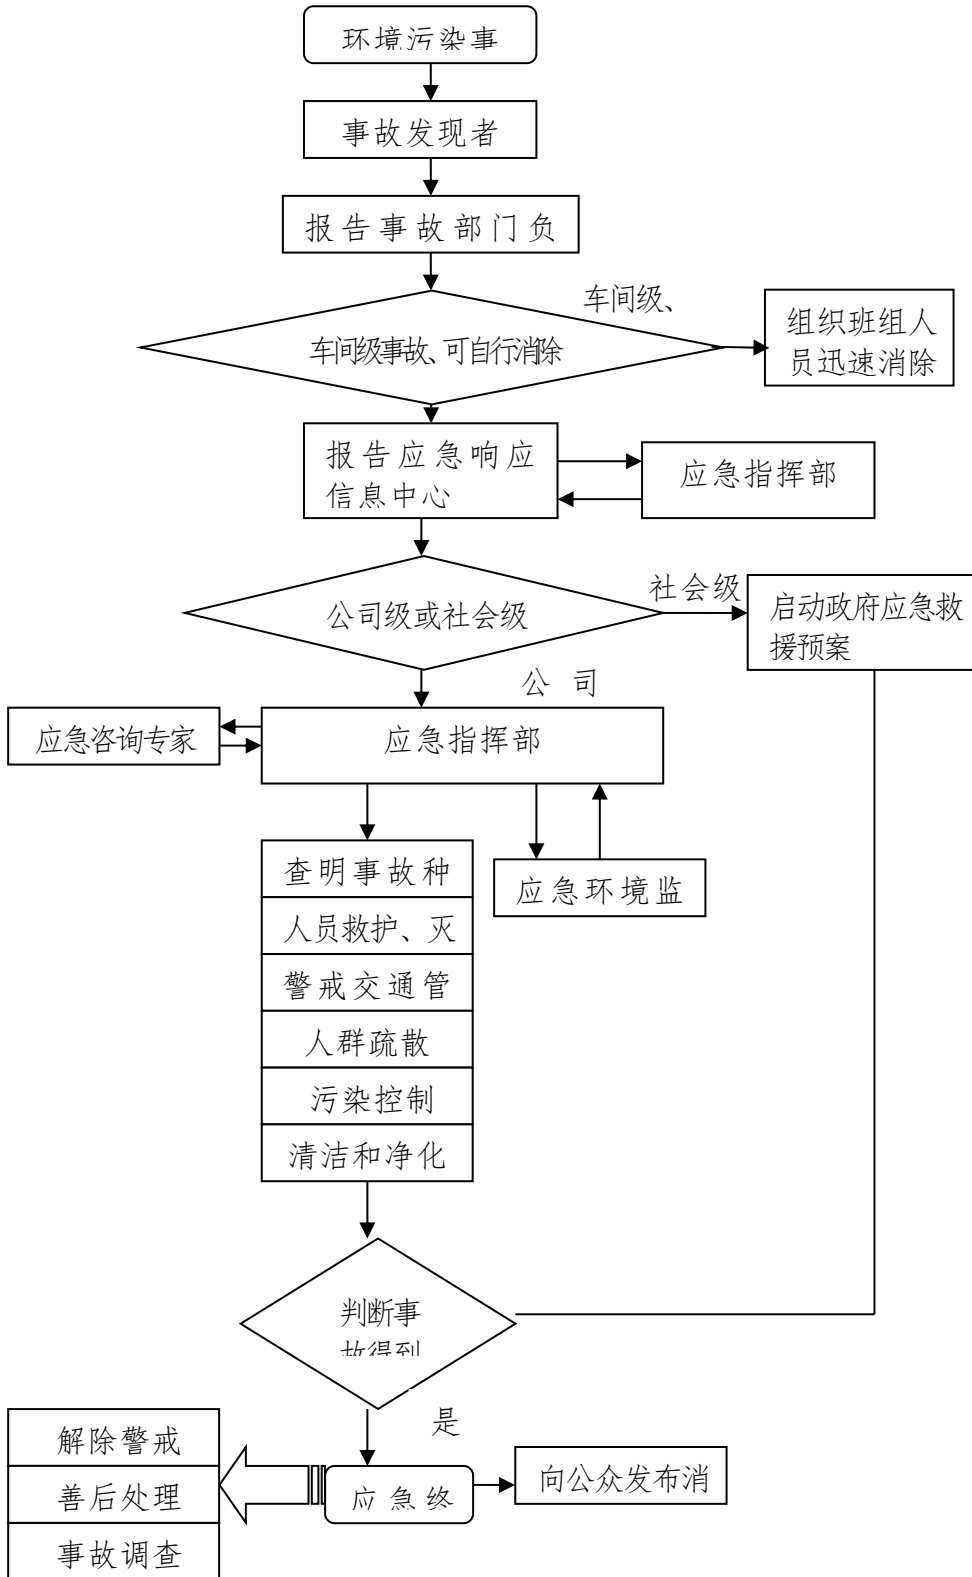 环境污染事
事故发现者
报告事故部门负
车间级、
车间级事故、可自行消除
组织班组人
员迅速消除
报告应急响应
信息中心
应急指挥部
公司级或社会级
社会级
启动政府应急救
援预案
公 司
应急咨询专家
应急指挥部
查明事故种
应急环境监
人员救护、灭
警戒交通管
人群疏散
污染控制
清洁和净化
判断事
故得到
是
解除警戒
善后处理
事故调查
应急终
向公众发布消